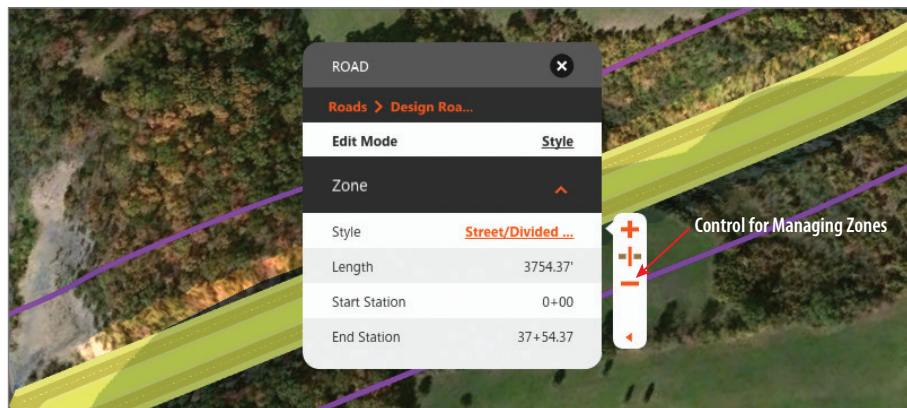 ROAD
Roads > Design Roa...
Edit Mode Style
Zone
Style Street/Divided ...
Length 3754.37'
Start Station 0+00
End Station 37+54.37
Control for Managing Zones